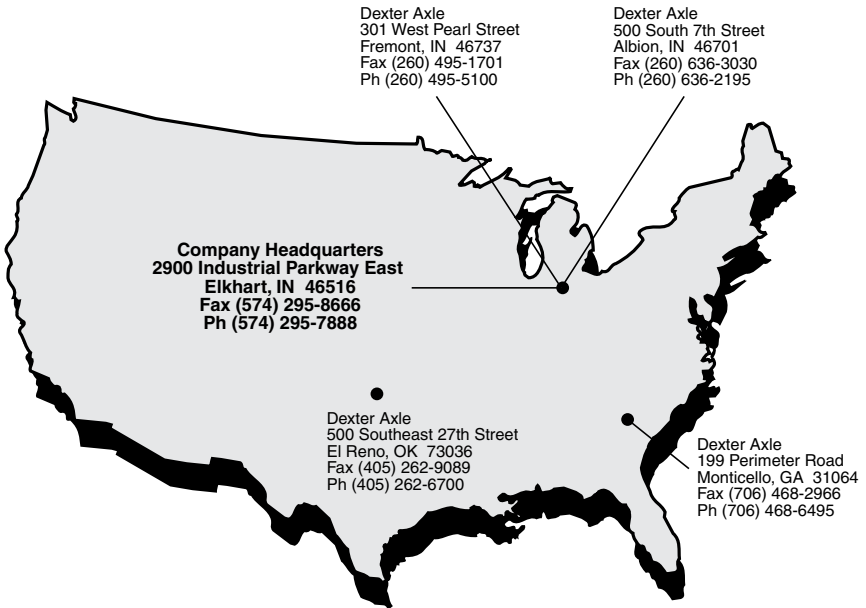 Dexter Axle
301 West Pearl Street
Fremont, IN  46737
Fax (260) 495-1701
Ph (260) 495-5100
Dexter Axle
500 South 7th Street
Albion, IN  46701
Fax (260) 636-3030
Ph (260) 636-2195
Company Headquarters
2900 Industrial Parkway East
Elkhart, IN  46516
Fax (574) 295-8666
Ph (574) 295-7888
Dexter Axle
500 Southeast 27th Street
El Reno, OK  73036
Fax (405) 262-9089
Ph (405) 262-6700
Dexter Axle
199 Perimeter Road
Monticello, GA  31064
Fax (706) 468-2966
Ph (706) 468-6495